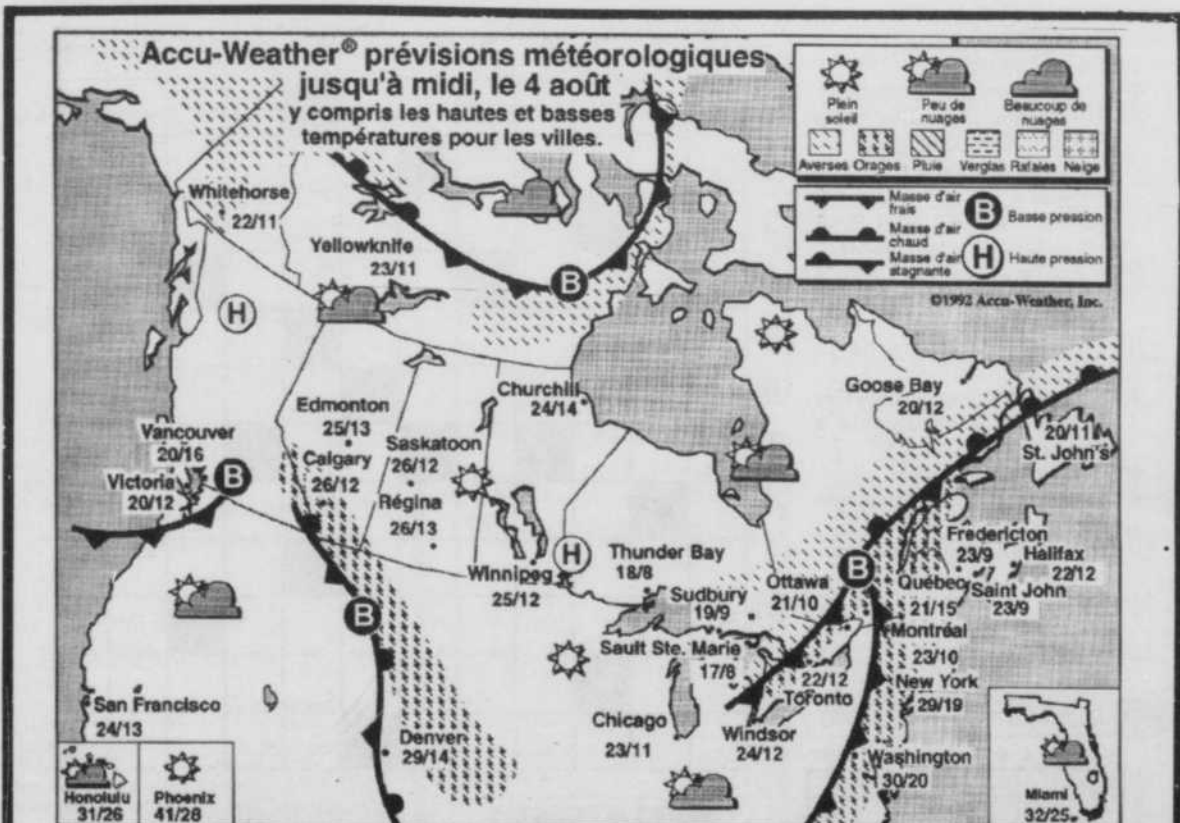 Accu-Weather® prévisions météorologiques
jusqu'à midi, le 4 août
y compris les hautes et basses
températures pour les villes.
Plein
soleil
Peu de
nuages
Beaucoup de
nuages
Averses Orages Pluie Verglas Rafales Neige
Masse d'air
frais
B Basse pression
Masse d'air
chaud
Masse d'air
stagnante
H Haute pression
©1992 Accu-Weather, Inc.
Whitehorse
22/11
Yellowknife
23/11
B
H
Churchill
24/14
Goose Bay
20/12
Edmonton
25/13
Vancouver
20/16
Saskatoon
26/12
20/11
St. John's
Calgary
26/12
Victoria
20/12
B
Régina
26/13
Winnipeg
25/12
H
Thunder Bay
18/8
Fredericton
23/9
Halifax
22/12
Sudbury
19/9
Ottawa
21/10
B
Québec
21/15
Saint John
23/9
B
Sault Ste. Marie
17/8
Montréal
23/10
22/12
Toronto
New York
29/19
San Francisco
24/13
Chicago
23/11
Windsor
24/12
Denver
29/14
Washington
30/20
Honolulu
31/26
Phoenix
41/28
Miami
32/25